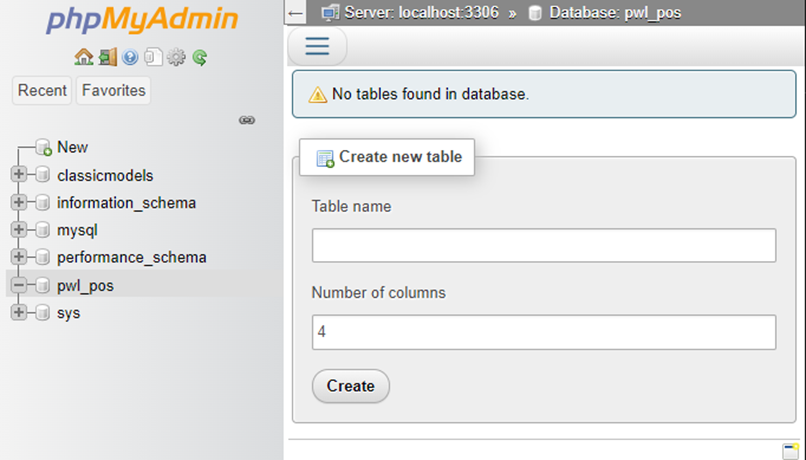 phpMyAdmin
Recent Favorites
New
classicmodels
information_schema
mysql
performance_schema
pwl_pos
sys
Server: localhost:3306 » Database: pwl_pos
No tables found in database.
Create new table
Table name
Number of columns
4
Create